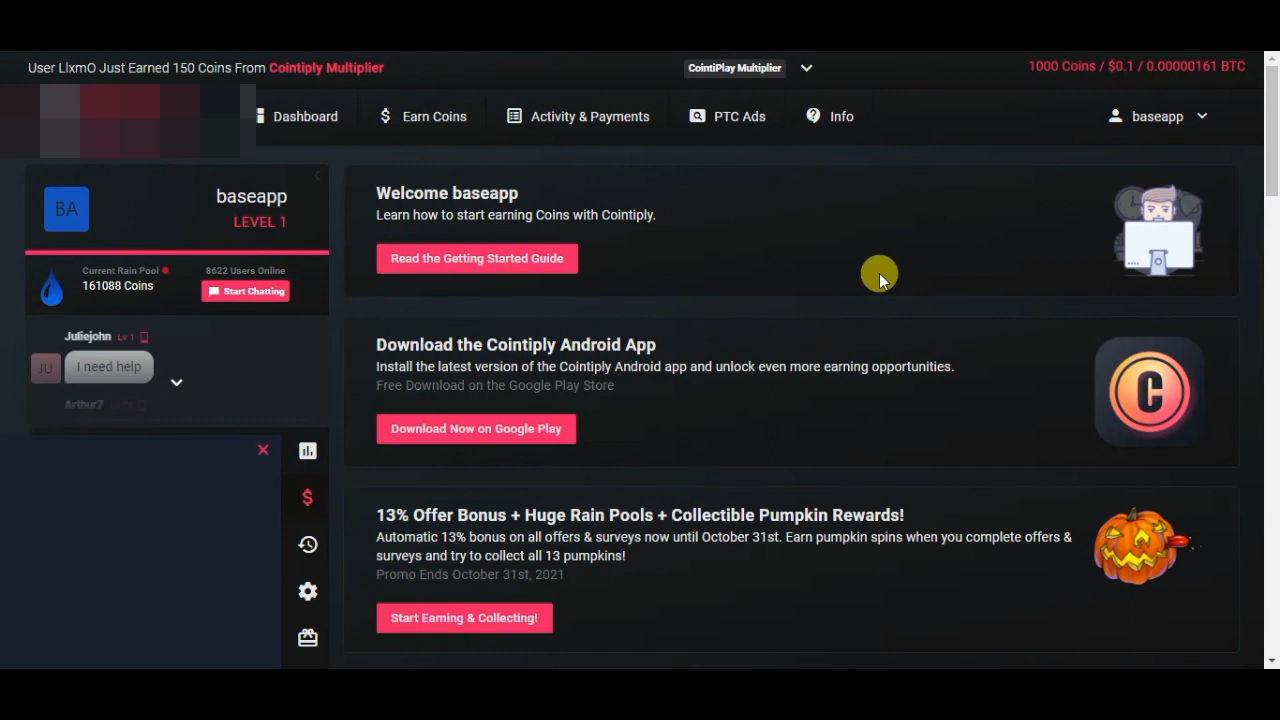 User LlxmO Just Earned 150 Coins From Cointiply Multiplier
CointiPlay Multiplier
1000 Coins / $0.1 / 0.00000161 BTC
Dashboard
Earn Coins
Activity & Payments
PTC Ads
Info
baseapp
BA
baseapp
LEVEL 1
Current Rain Pool
161088 Coins
8622 Users Online
Start Chatting
Juliejohn Lv 1
JU
I need help
Arthur7
Welcome baseapp
Learn how to start earning Coins with Cointiply.
Read the Getting Started Guide
Download the Cointiply Android App
Install the latest version of the Cointiply Android app and unlock even more earning opportunities.
Free Download on the Google Play Store
Download Now on Google Play
C
13% Offer Bonus + Huge Rain Pools + Collectible Pumpkin Rewards!
Automatic 13% bonus on all offers & surveys now until October 31st. Earn pumpkin spins when you complete offers &
surveys and try to collect all 13 pumpkins!
Promo Ends October 31st, 2021
Start Earning & Collecting!